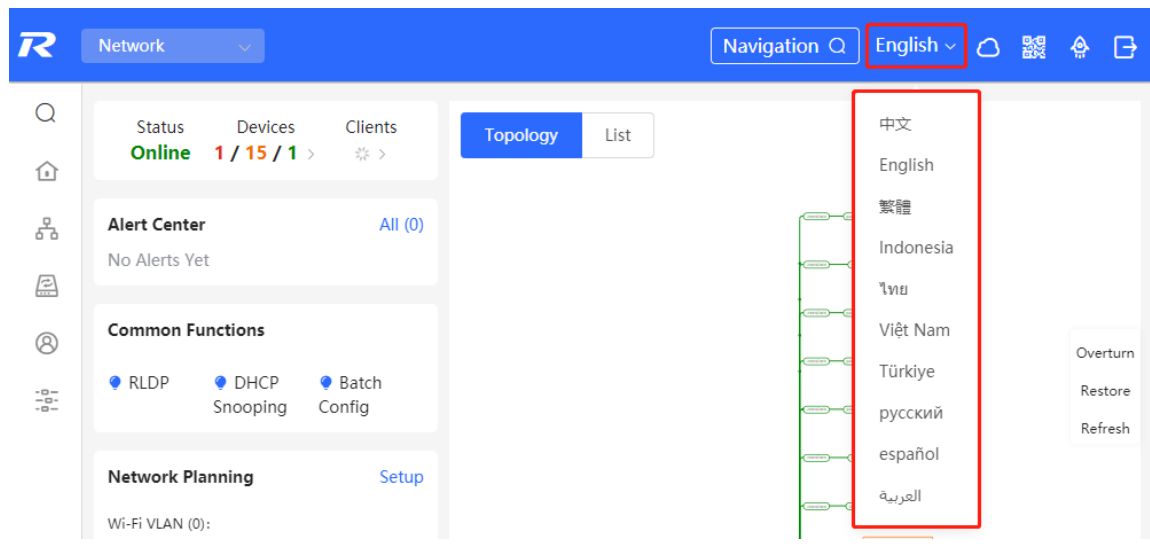 Network
Navigation
English
Status Devices Clients
Online 1 / 15 / 1
Topology List
Alert Center All (0)
No Alerts Yet
Common Functions
RLDP DHCP Snooping Batch Config
Network Planning Setup
Wi-Fi VLAN (0):
中文
English
繁體
Indonesia
ไทย
Việt Nam
Türkiye
русский
español
العربية
Overturn
Restore
Refresh